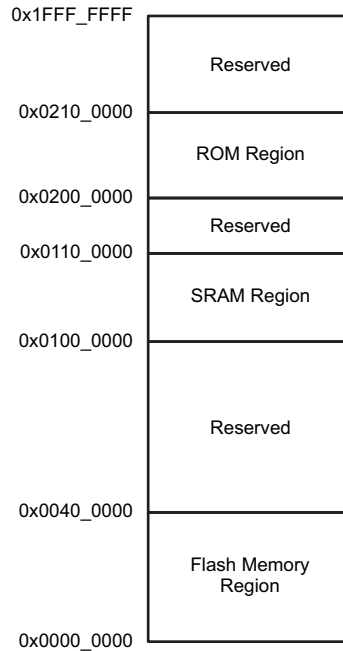 0x1FFF_FFFF
Reserved
0x0210_0000
ROM Region
0x0200_0000
Reserved
0x0110_0000
SRAM Region
0x0100_0000
Reserved
0x0040_0000
Flash Memory
Region
0x0000_0000